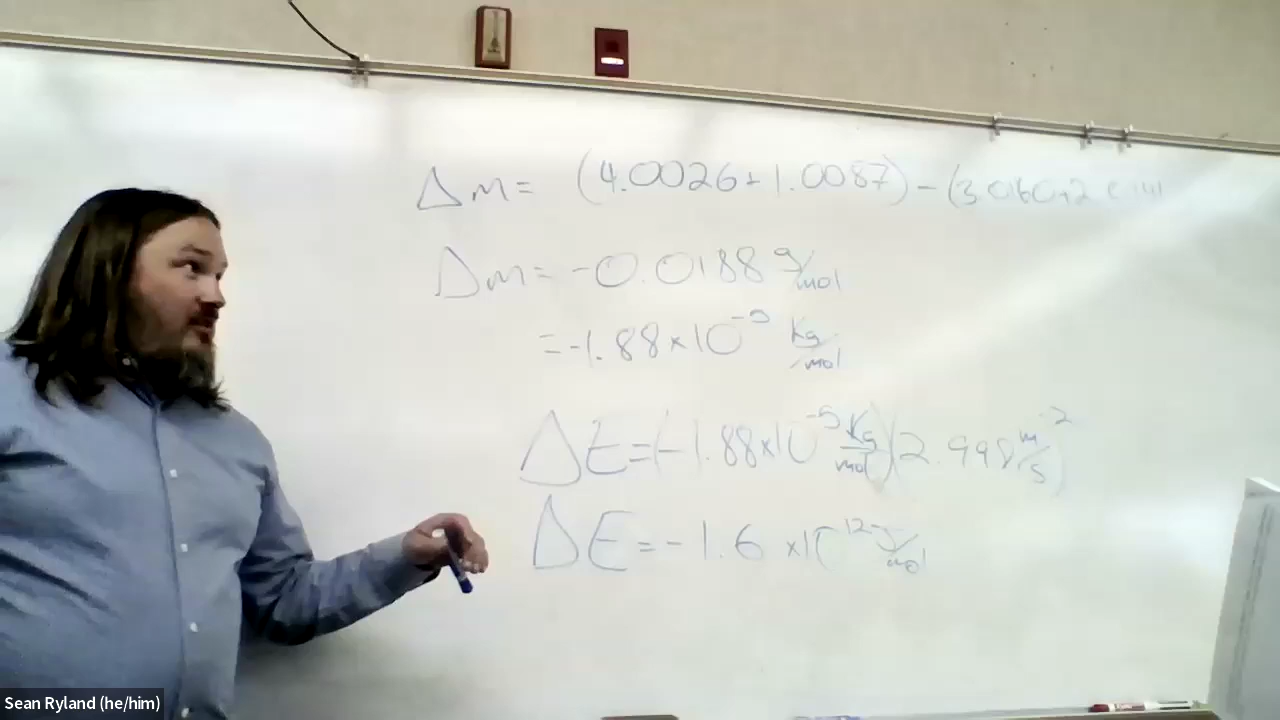 Δm = (4.0026 + 1.0087) - (3.0160 + 2.0141
Δm = -0.0188 g/mol
= -1.88 × 10⁻⁵ kg/mol
ΔE = (-1.88×10⁻⁵ kg/mol)(2.998 m/s)²
ΔE = -1.6 × 10¹² J/mol
Sean Ryland (he/him)